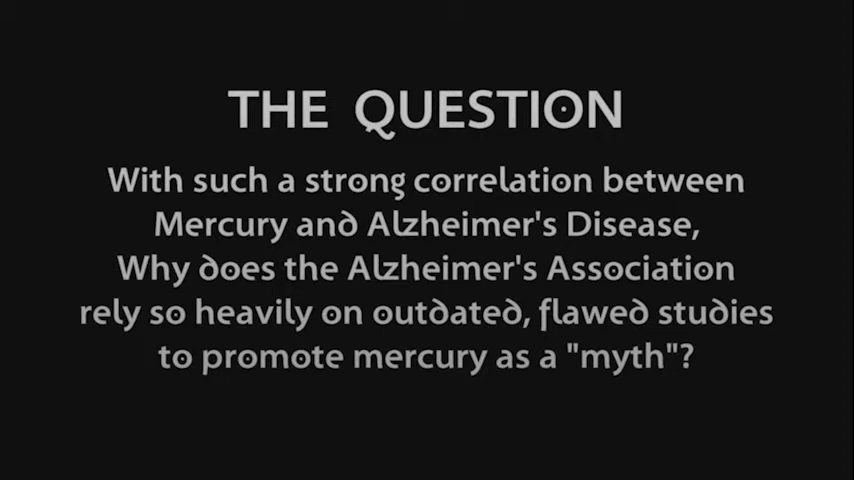 THE QUESTION
With such a strong correlation between
Mercury and Alzheimer's Disease,
Why does the Alzheimer's Association
rely so heavily on outdated, flawed studies
to promote mercury as a "myth"?